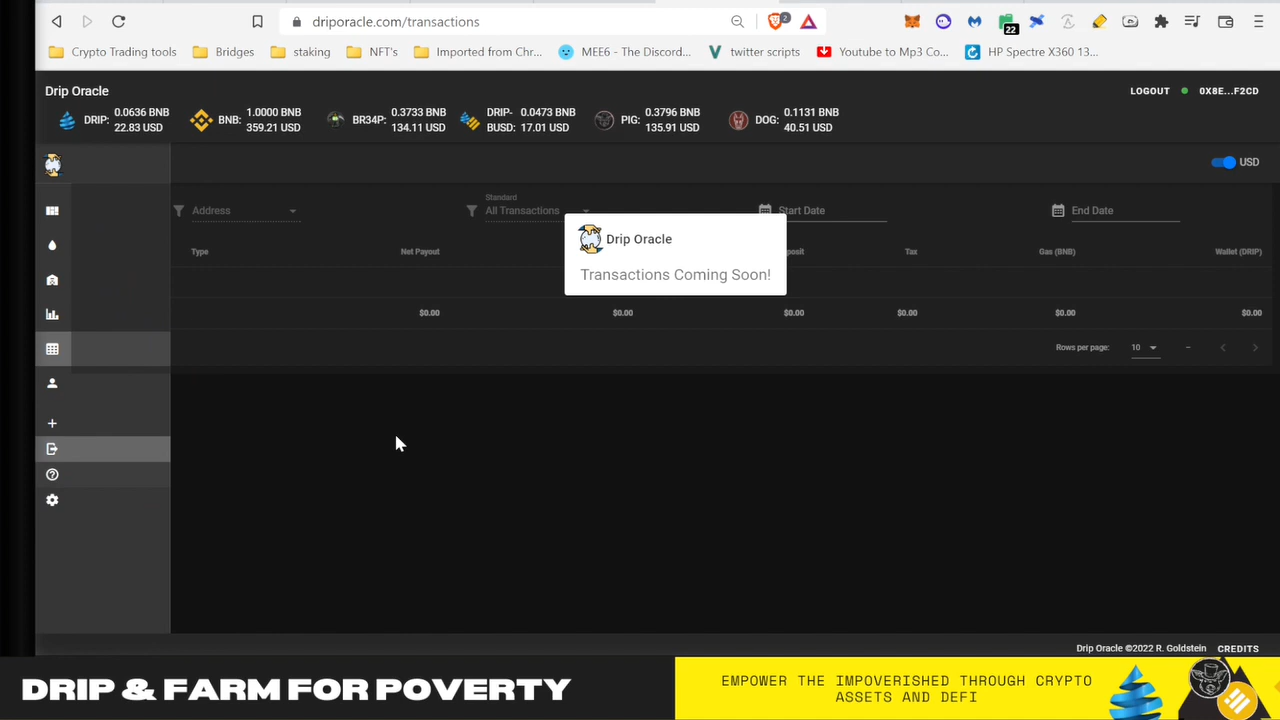 driporacle.com/transactions
2
22
Crypto Trading tools
Bridges
staking
NFT's
Imported from Chr...
MEE6 - The Discord...
twitter scripts
Youtube to Mp3 Co...
HP Spectre X360 13...
Drip Oracle
LOGOUT
0X8E...F2CD
DRIP: 0.0636 BNB
22.83 USD
BNB: 1.0000 BNB
359.21 USD
BR34P: 0.3733 BNB
134.11 USD
DRIP-BUSD: 0.0473 BNB
17.01 USD
PIG: 0.3796 BNB
135.91 USD
DOG: 0.1131 BNB
40.51 USD
USD
Address
Standard
All Transactions
Start Date
End Date
Drip Oracle
Transactions Coming Soon!
Type
Net Payout
posit
Tax
Gas (BNB)
Wallet (DRIP)
$0.00
$0.00
$0.00
$0.00
$0.00
$0.00
Rows per page:
10
–
Drip Oracle ©2022 R. Goldstein
CREDITS
DRIP & FARM FOR POVERTY
EMPOWER THE IMPOVERISHED THROUGH CRYPTO
ASSETS AND DEFI